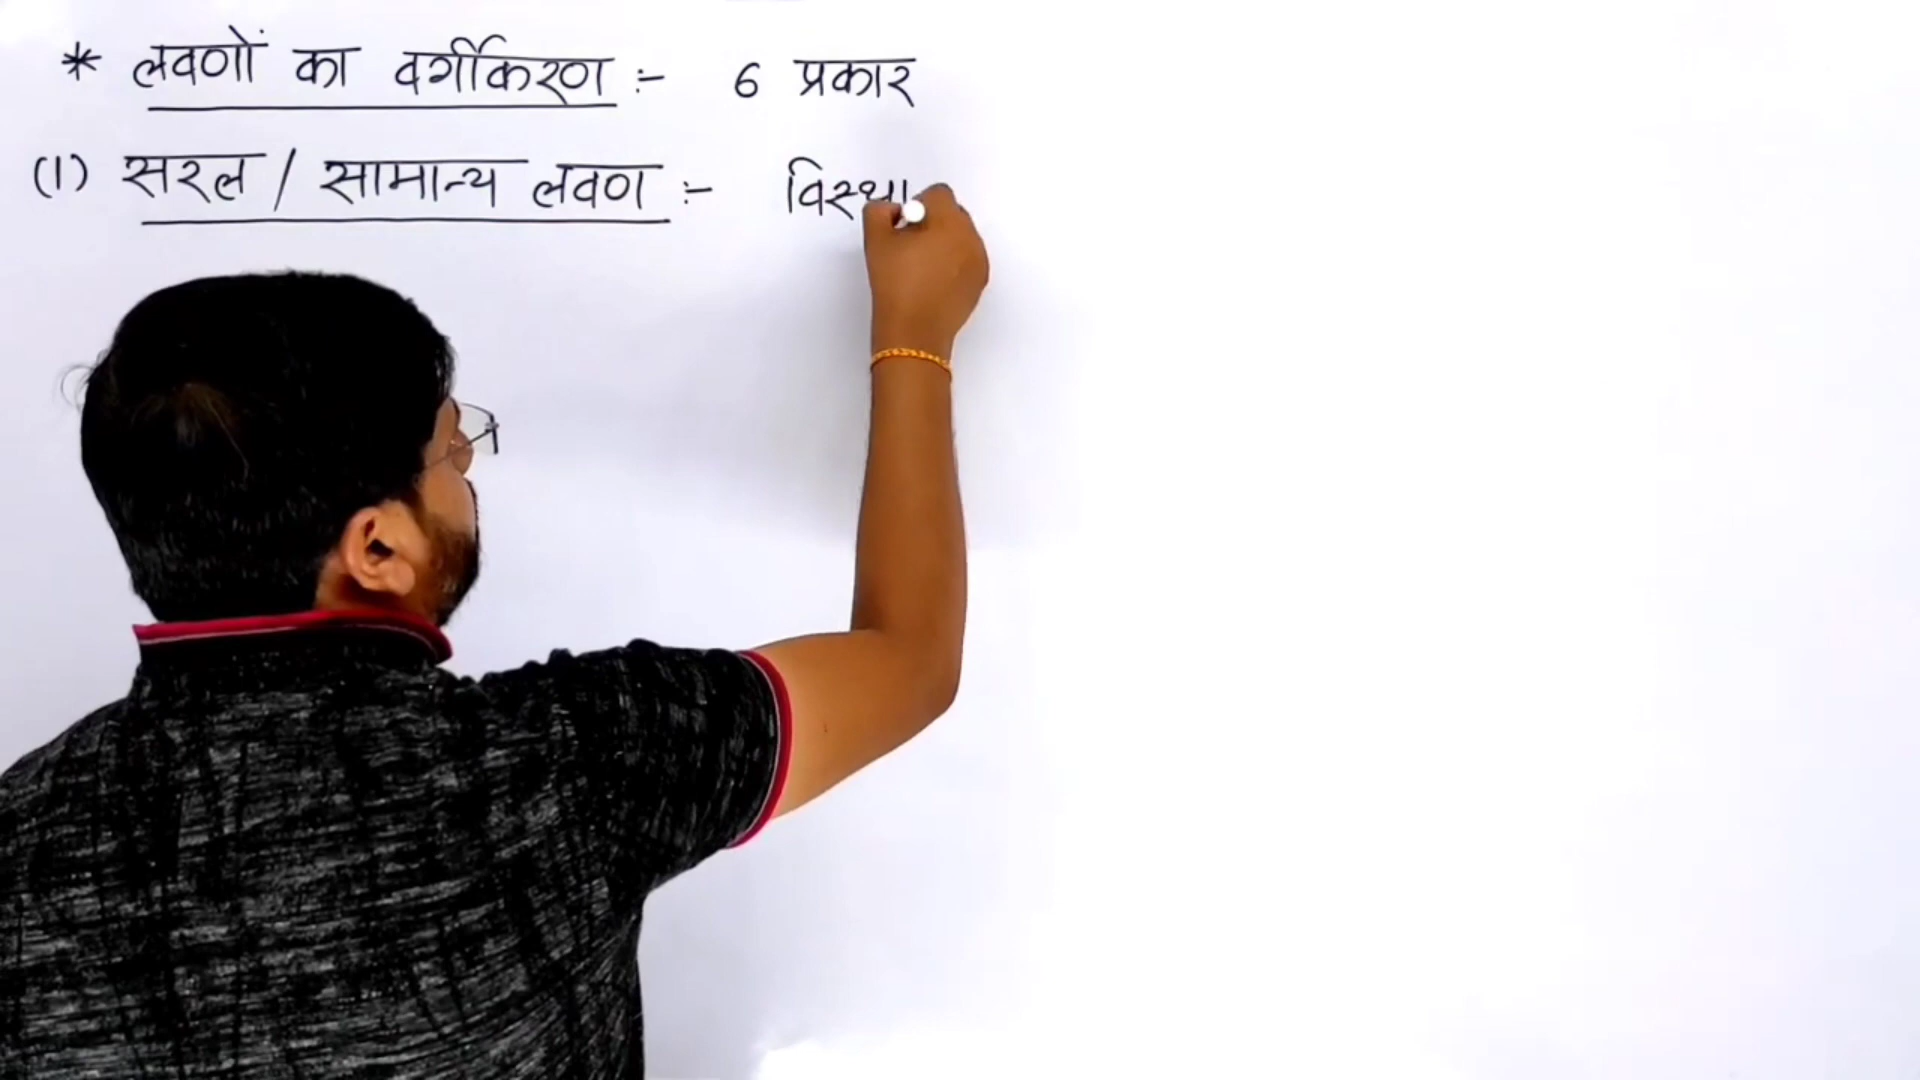 * लवणों का वर्गीकरण :- 6 प्रकार
(1) सरल / सामान्य लवण :- विस्था